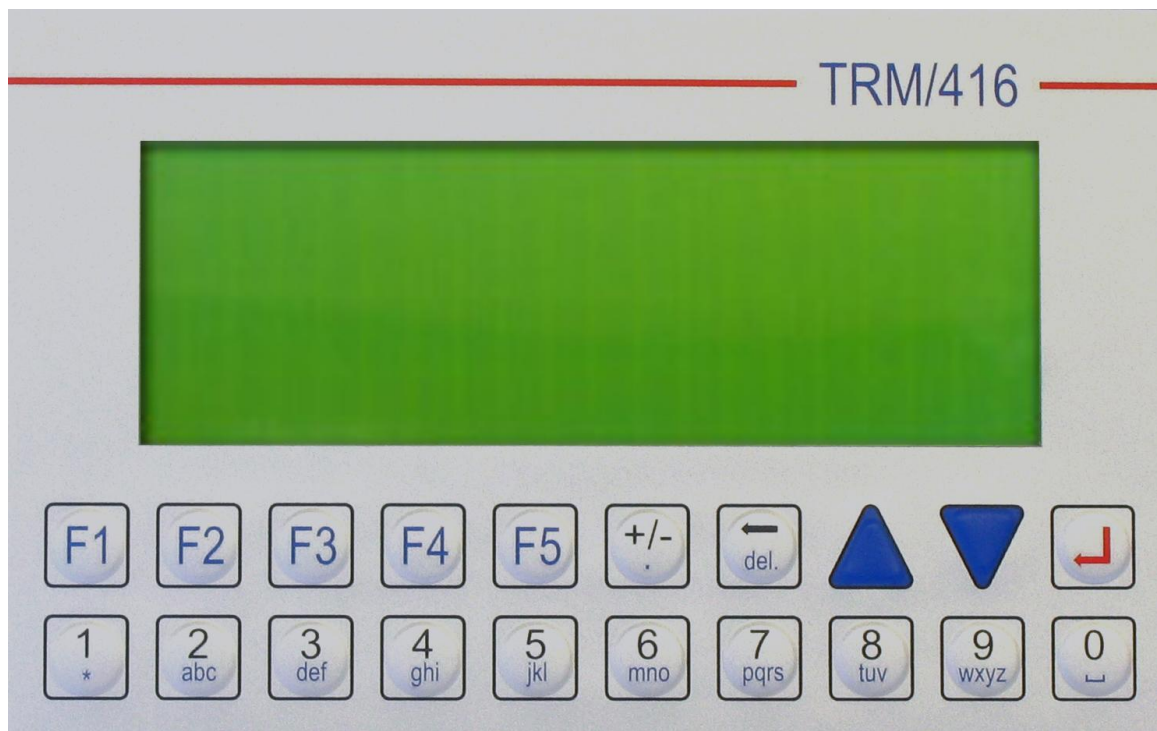 TRM/416
F1 F2 F3 F4 F5 +/- . ← del. ↵
1 * 2 abc 3 def 4 ghi 5 jkl 6 mno 7 pqrs 8 tuv 9 wxyz 0 ⎵